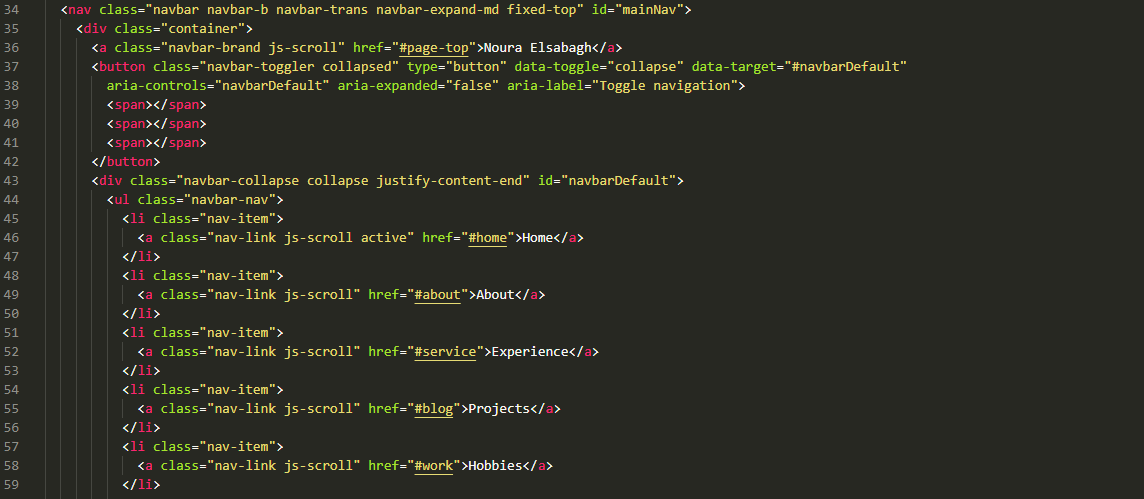 34 <nav class="navbar navbar-b navbar-trans navbar-expand-md fixed-top" id="mainNav">
35 <div class="container">
36 <a class="navbar-brand js-scroll" href="#page-top">Noura Elsabagh</a>
37 <button class="navbar-toggler collapsed" type="button" data-toggle="collapse" data-target="#navbarDefault"
38 aria-controls="navbarDefault" aria-expanded="false" aria-label="Toggle navigation">
39 <span></span>
40 <span></span>
41 <span></span>
42 </button>
43 <div class="navbar-collapse collapse justify-content-end" id="navbarDefault">
44 <ul class="navbar-nav">
45 <li class="nav-item">
46 <a class="nav-link js-scroll active" href="#home">Home</a>
47 </li>
48 <li class="nav-item">
49 <a class="nav-link js-scroll" href="#about">About</a>
50 </li>
51 <li class="nav-item">
52 <a class="nav-link js-scroll" href="#service">Experience</a>
53 </li>
54 <li class="nav-item">
55 <a class="nav-link js-scroll" href="#blog">Projects</a>
56 </li>
57 <li class="nav-item">
58 <a class="nav-link js-scroll" href="#work">Hobbies</a>
59 </li>